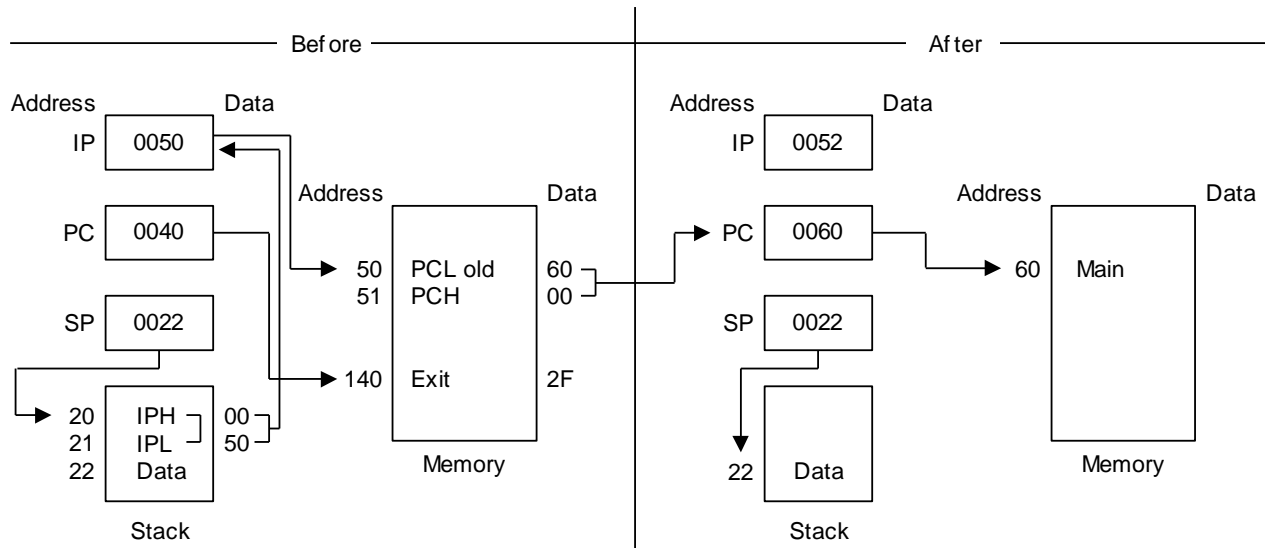 Before
Address Data
IP 0050
Address Data
PC 0040
50 PCL old 60
51 PCH 00
SP 0022
140 Exit 2F
20 IPH 00
21 IPL 50
22 Data
Memory
Stack
After
Address Data
IP 0052
Address Data
PC 0060
60 Main
SP 0022
22 Data
Memory
Stack